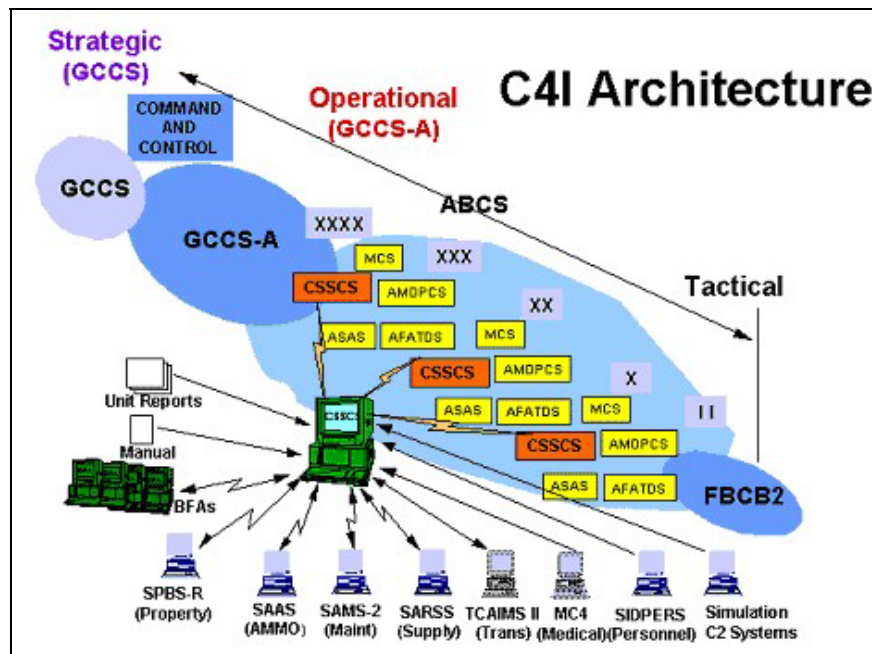 Strategic
(GCCS)
C4I Architecture
Operational
(GCCS-A)
COMMAND
AND
CONTROL
GCCS
ABCS
XXXX
GCCS-A
MCS
XXX
CSSCS
AMDPCS
Tactical
XX
ASAS
AFATDS
MCS
CSSCS
AMDPCS
X
Unit Reports
CSSCS
ASAS
AFATDS
MCS
II
Manual
CSSCS
AMDPCS
BFAs
ASAS
AFATDS
FBCB2
SPBS-R
(Property)
SAAS
(AMMO)
SAMS-2
(Maint)
SARSS
(Supply)
TCAIMS II
(Trans)
MC4
(Medical)
SIDPERS
(Personnel)
Simulation
C2 Systems